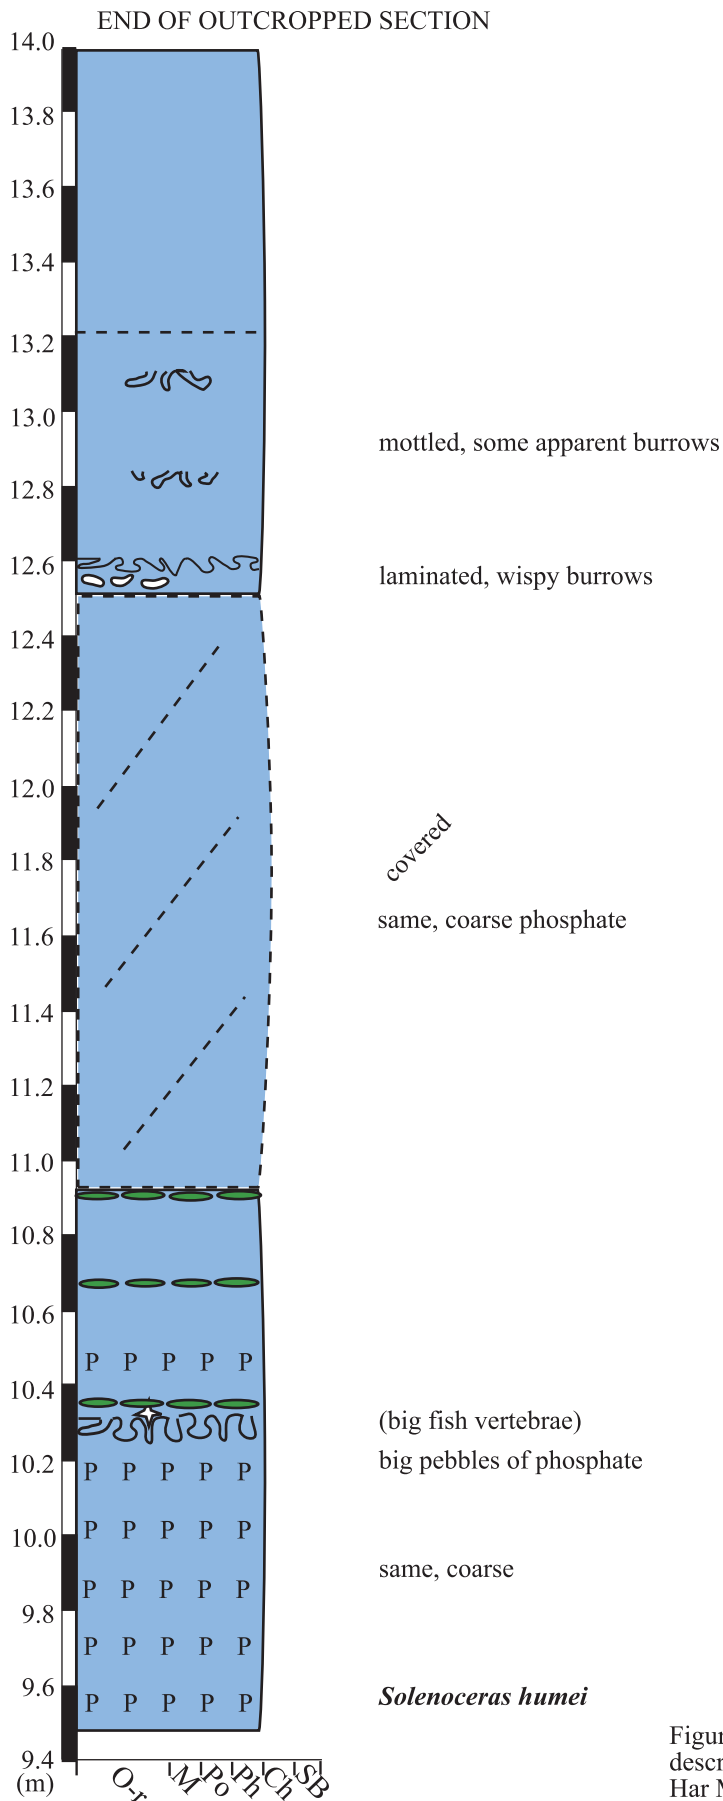 END OF OUTCROPPED SECTION
14.0
13.8
13.6
13.4
13.2
13.0
mottled, some apparent burrows
12.8
12.6
laminated, wispy burrows
12.4
12.2
12.0
covered
11.8
same, coarse phosphate
11.6
11.4
11.2
11.0
10.8
10.6
P P P P P
10.4
(big fish vertebrae)
10.2
big pebbles of phosphate
P P P P P
10.0
P P P P P
same, coarse
P P P P P
9.8
P P P P P
9.6
Solenoceras humei
P P P P P
9.4
(m)
O-r M Po Ph Ch SB
Figur
descr
Har M